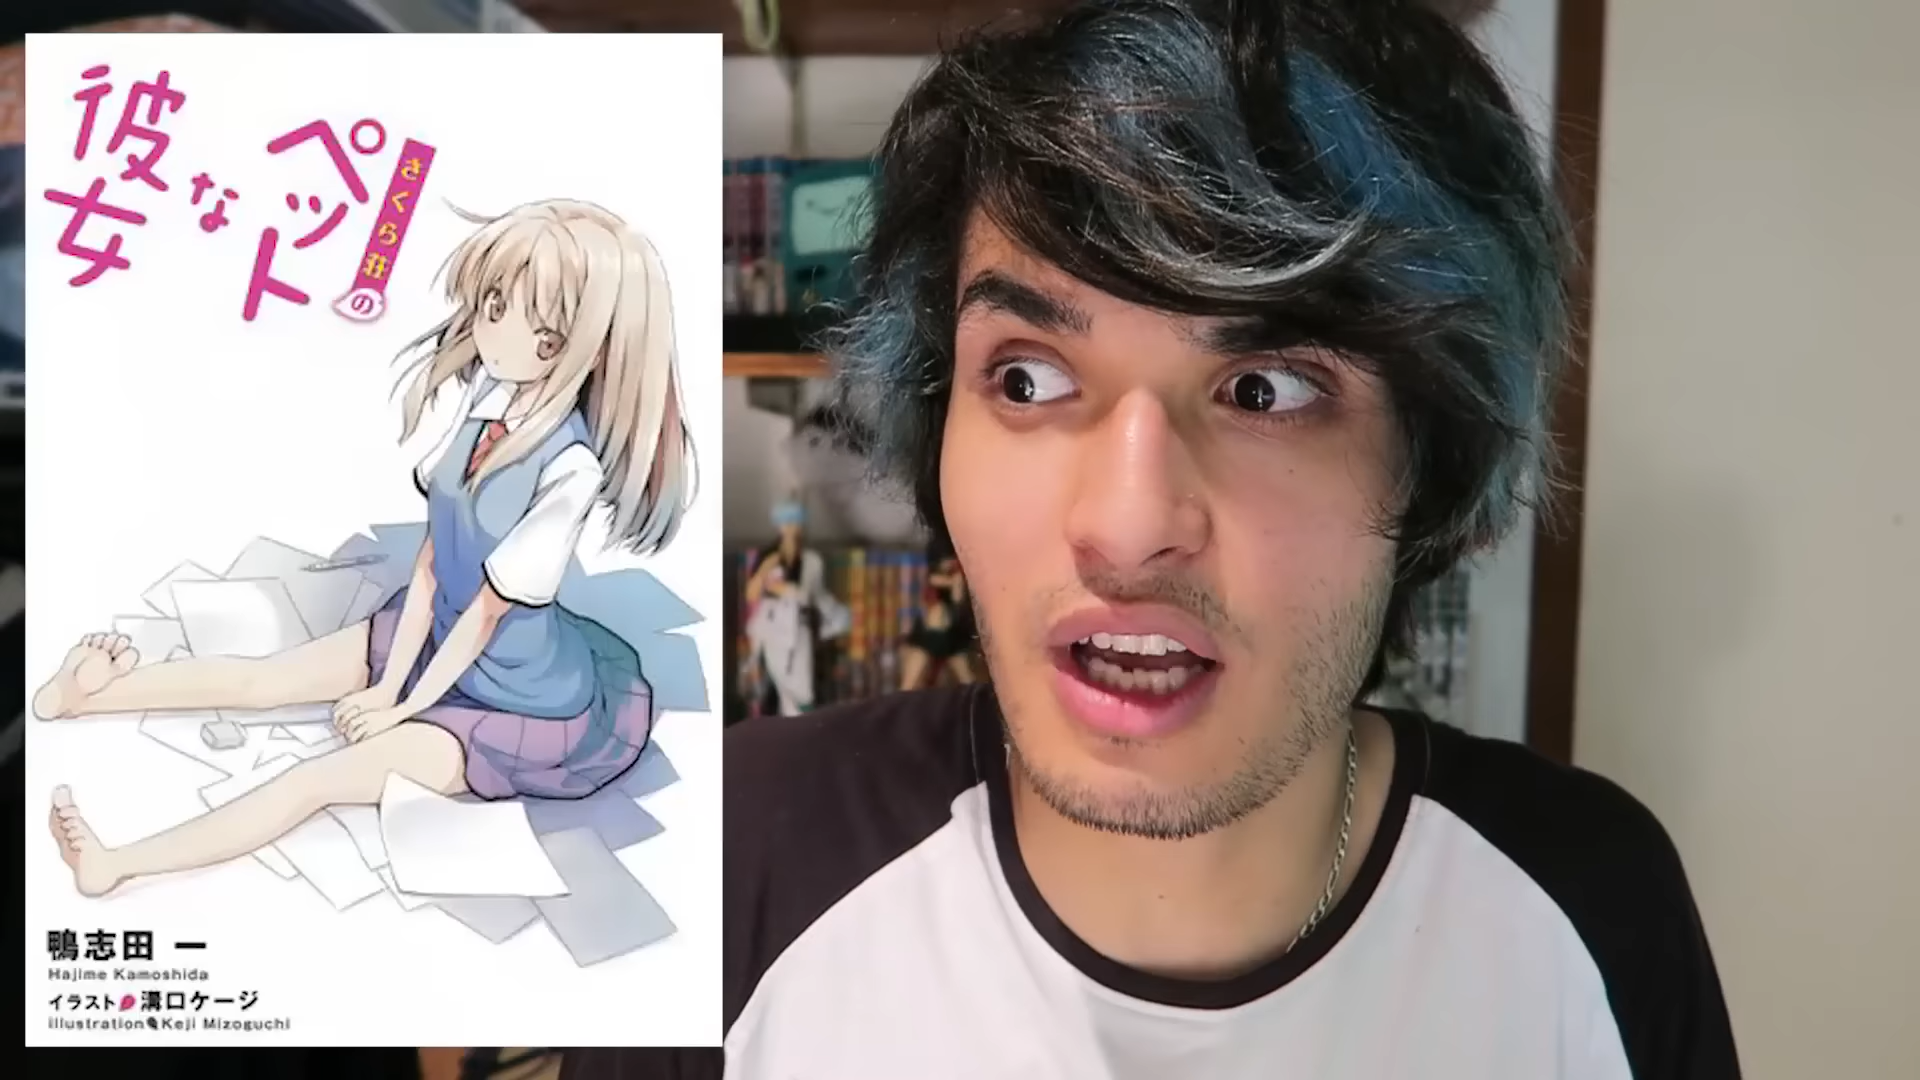 さくら荘の
ペット
な
彼女
鴨志田 一
Hajime Kamoshida
イラスト 溝口ケージ
illustration Keji Mizoguchi